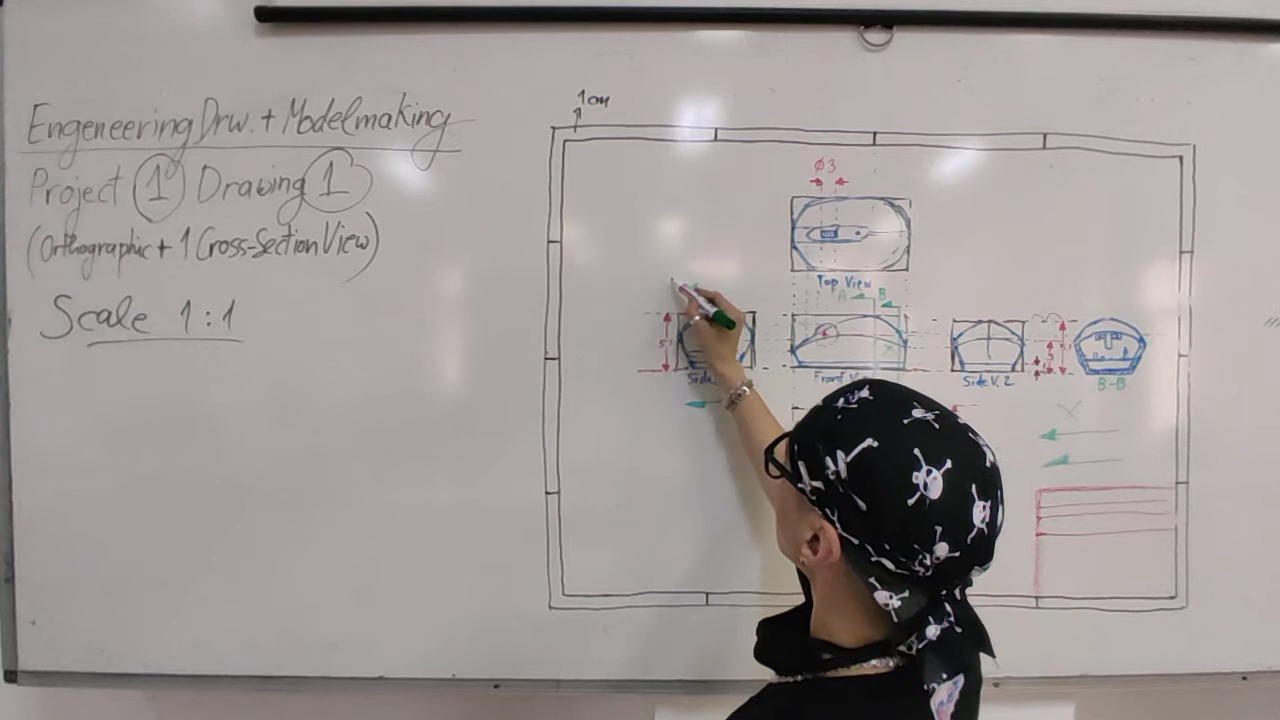 Engeneering Drw. + Modelmaking
Project 1 Drawing 1
(Orthographic + 1 Cross-Section View)
Scale 1:1
1cm
Ø3
Top View
A B
Side
Front
Side V. 2
B-B